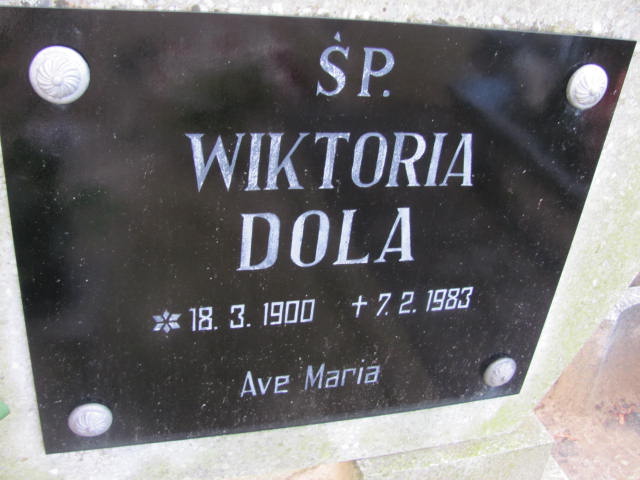 ŚP.
WIKTORIA
DOLA
* 18. 3. 1900 + 7. 2. 1983
Ave Maria